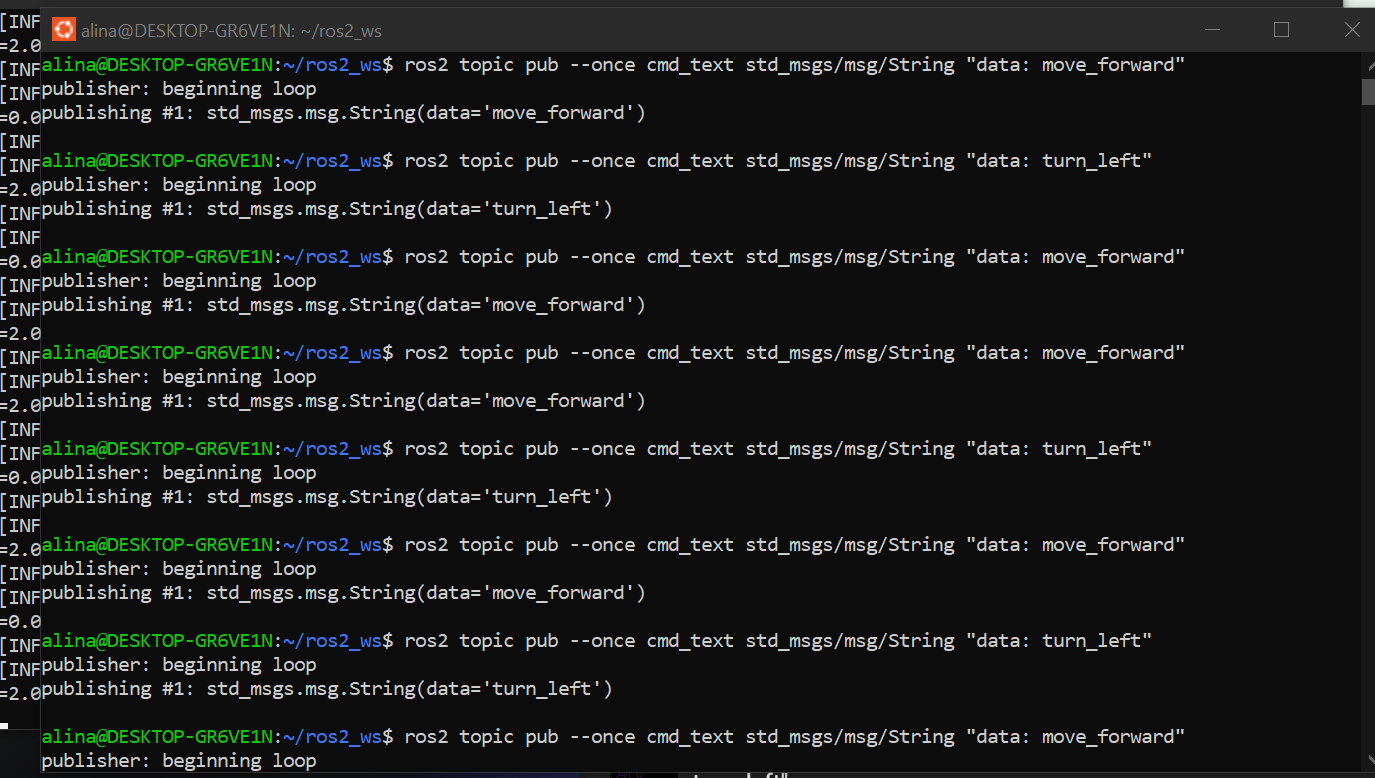 alina@DESKTOP-GR6VE1N: ~/ros2_ws
[INF
=2.0
[INF
[INF
=0.0
[INF
[INF
=2.0
[INF
[INF
=0.0
[INF
[INF
=2.0
[INF
[INF
=2.0
[INF
[INF
=0.0
[INF
[INF
=2.0
[INF
[INF
=0.0
[INF
[INF
=2.0
alina@DESKTOP-GR6VE1N:~/ros2_ws$ ros2 topic pub --once cmd_text std_msgs/msg/String "data: move_forward"
publisher: beginning loop
publishing #1: std_msgs.msg.String(data='move_forward')
alina@DESKTOP-GR6VE1N:~/ros2_ws$ ros2 topic pub --once cmd_text std_msgs/msg/String "data: turn_left"
publisher: beginning loop
publishing #1: std_msgs.msg.String(data='turn_left')
alina@DESKTOP-GR6VE1N:~/ros2_ws$ ros2 topic pub --once cmd_text std_msgs/msg/String "data: move_forward"
publisher: beginning loop
publishing #1: std_msgs.msg.String(data='move_forward')
alina@DESKTOP-GR6VE1N:~/ros2_ws$ ros2 topic pub --once cmd_text std_msgs/msg/String "data: move_forward"
publisher: beginning loop
publishing #1: std_msgs.msg.String(data='move_forward')
alina@DESKTOP-GR6VE1N:~/ros2_ws$ ros2 topic pub --once cmd_text std_msgs/msg/String "data: turn_left"
publisher: beginning loop
publishing #1: std_msgs.msg.String(data='turn_left')
alina@DESKTOP-GR6VE1N:~/ros2_ws$ ros2 topic pub --once cmd_text std_msgs/msg/String "data: move_forward"
publisher: beginning loop
publishing #1: std_msgs.msg.String(data='move_forward')
alina@DESKTOP-GR6VE1N:~/ros2_ws$ ros2 topic pub --once cmd_text std_msgs/msg/String "data: turn_left"
publisher: beginning loop
publishing #1: std_msgs.msg.String(data='turn_left')
alina@DESKTOP-GR6VE1N:~/ros2_ws$ ros2 topic pub --once cmd_text std_msgs/msg/String "data: move_forward"
publisher: beginning loop